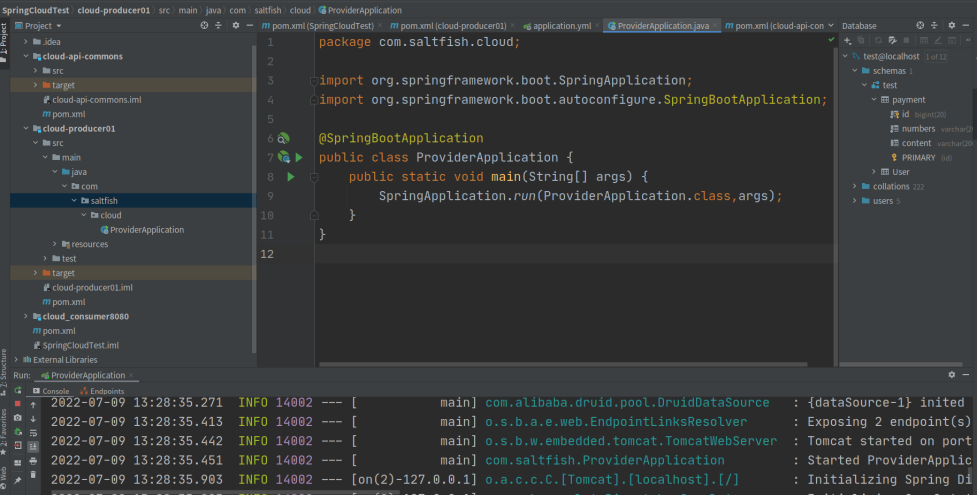 SpringCloudTest › cloud-producer01 › src › main › java › com › saltfish › cloud › ProviderApplication
Project
pom.xml (SpringCloudTest) × pom.xml (cloud-producer01) × application.yml × ProviderApplication.java × pom.xml (cloud-api-con
Database
1: Project
.idea
cloud-api-commons
src
target
cloud-api-commons.iml
pom.xml
cloud-producer01
src
main
java
com
saltfish
cloud
ProviderApplication
resources
test
target
cloud-producer01.iml
pom.xml
cloud_consumer8080
pom.xml
SpringCloudTest.iml
External Libraries
1 package com.saltfish.cloud;
2
3 import org.springframework.boot.SpringApplication;
4 import org.springframework.boot.autoconfigure.SpringBootApplication;
5
6 @SpringBootApplication
7 public class ProviderApplication {
8 public static void main(String[] args) {
9 SpringApplication.run(ProviderApplication.class,args);
10 }
11 }
12
test@localhost 1 of 12
schemas 1
test
payment
id bigint(20)
numbers varchar(2
content varchar(20
PRIMARY (id)
User
collations 222
users 5
Z: Structure
2: Favorites
Web
Run: ProviderApplication ×
Console Endpoints
2022-07-09 13:28:35.271 INFO 14002 --- [ main] com.alibaba.druid.pool.DruidDataSource : {dataSource-1} inited
2022-07-09 13:28:35.413 INFO 14002 --- [ main] o.s.b.a.e.web.EndpointLinksResolver : Exposing 2 endpoint(s)
2022-07-09 13:28:35.442 INFO 14002 --- [ main] o.s.b.w.embedded.tomcat.TomcatWebServer : Tomcat started on port
2022-07-09 13:28:35.451 INFO 14002 --- [ main] com.saltfish.ProviderApplication : Started ProviderApplic
2022-07-09 13:28:35.903 INFO 14002 --- [on(2)-127.0.0.1] o.a.c.c.C.[Tomcat].[localhost].[/] : Initializing Spring Di